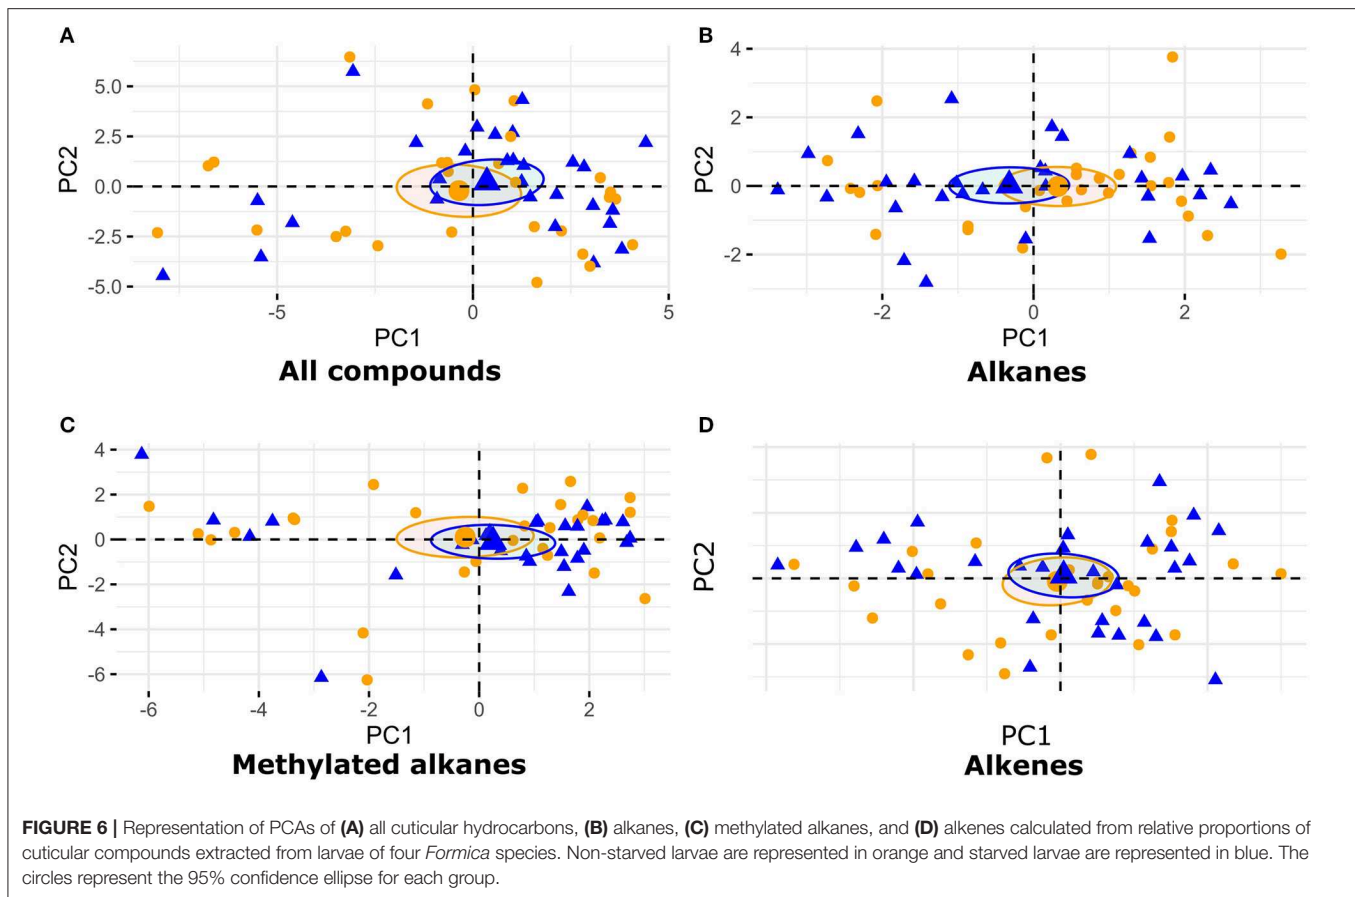 A
5.0
2.5
0.0
-2.5
-5.0
PC2
-5
0
5
PC1
All compounds
B
4
2
0
-2
PC2
-2
0
2
PC1
Alkanes
C
4
2
0
-2
-4
-6
PC2
-6
-4
-2
0
2
PC1
Methylated alkanes
D
PC2
PC1
Alkenes
FIGURE 6 | Representation of PCAs of (A) all cuticular hydrocarbons, (B) alkanes, (C) methylated alkanes, and (D) alkenes calculated from relative proportions of
cuticular compounds extracted from larvae of four Formica species. Non-starved larvae are represented in orange and starved larvae are represented in blue. The
circles represent the 95% confidence ellipse for each group.